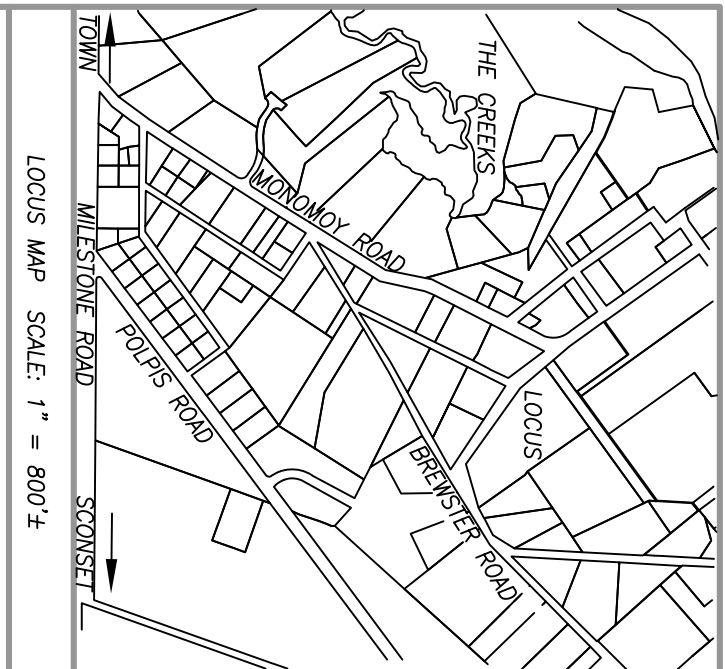 THE CREEKS
MONOMOY ROAD
LOCUS
BREWSTER ROAD
POLPIS ROAD
TOWN
MILESTONE ROAD
SCONSET
LOCUS MAP SCALE: 1" = 800'±